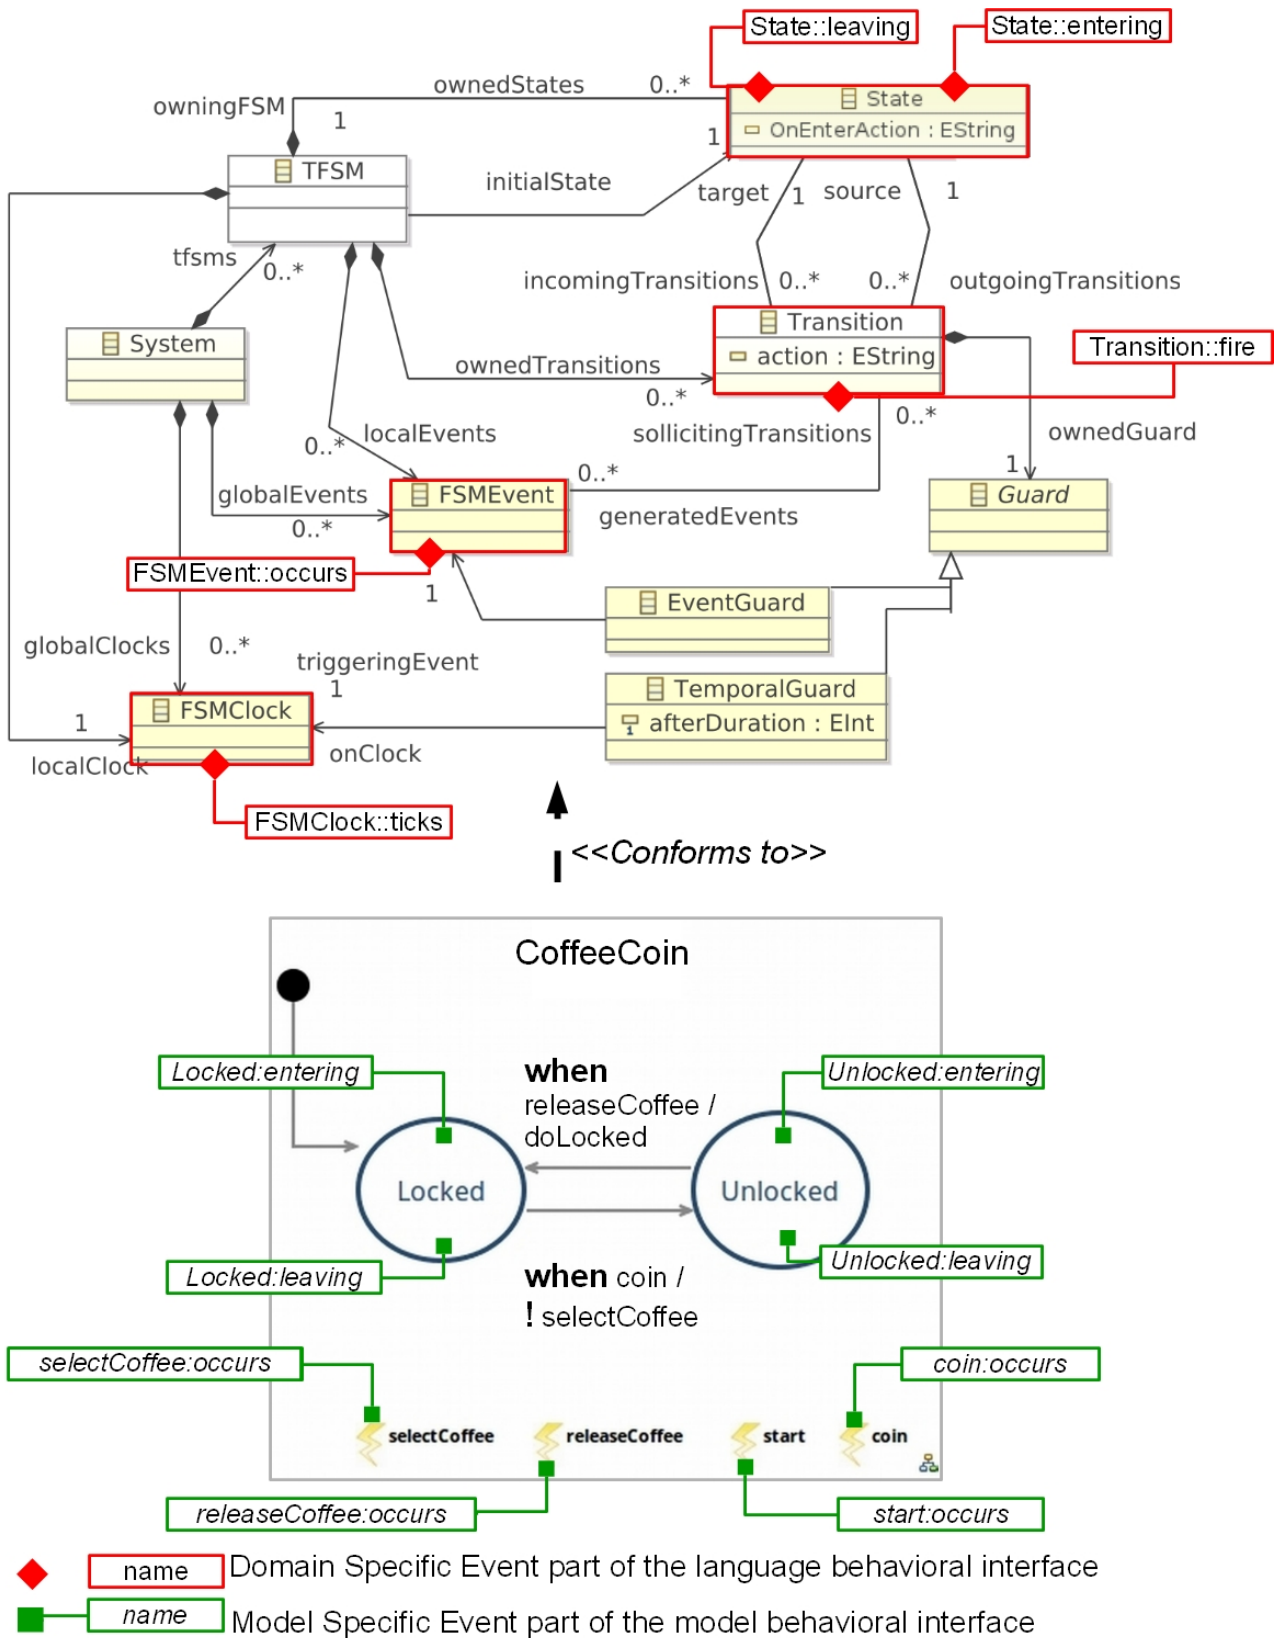 State::leaving
State::entering
ownedStates
0..*
owningFSM
1
State
OnEnterAction : EString
1
TFSM
initialState
target
1
source
1
tfsms
0..*
incomingTransitions
0..*
0..*
outgoingTransitions
System
Transition
action : EString
Transition::fire
ownedTransitions
0..*
0..*
sollicitingTransitions
localEvents
0..*
ownedGuard
1
0..*
globalEvents
0..*
FSMEvent
generatedEvents
Guard
FSMEvent::occurs
1
EventGuard
globalClocks
0..*
triggeringEvent
1
TemporalGuard
afterDuration : EInt
FSMClock
1
localClock
onClock
FSMClock::ticks
<<Conforms to>>
CoffeeCoin
Locked:entering
when
releaseCoffee /
doLocked
Unlocked:entering
Locked
Unlocked
Locked:leaving
when coin /
! selectCoffee
Unlocked:leaving
selectCoffee:occurs
coin:occurs
selectCoffee
releaseCoffee
start
coin
releaseCoffee:occurs
start:occurs
name
Domain Specific Event part of the language behavioral interface
name
Model Specific Event part of the model behavioral interface